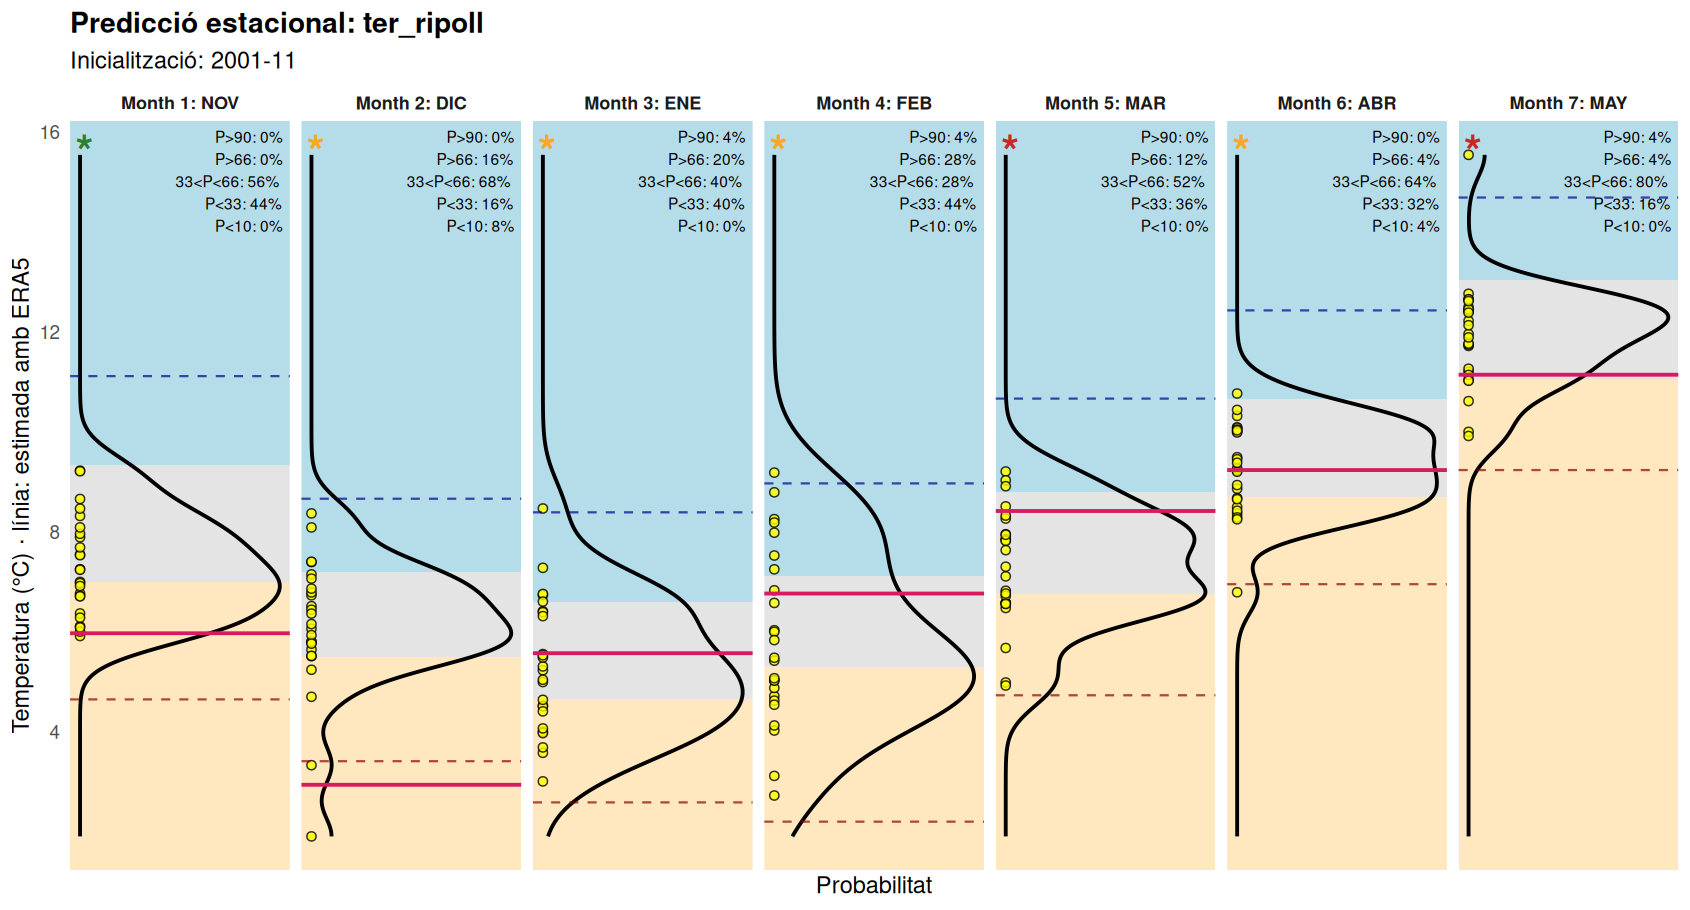 Predicció estacional: ter_ripoll
Inicialització: 2001-11
Month 1: NOV
Month 2: DIC
Month 3: ENE
Month 4: FEB
Month 5: MAR
Month 6: ABR
Month 7: MAY
*
P>90: 0%
P>66: 0%
33<P<66: 56%
P<33: 44%
P<10: 0%
*
P>90: 0%
P>66: 16%
33<P<66: 68%
P<33: 16%
P<10: 8%
*
P>90: 4%
P>66: 20%
33<P<66: 40%
P<33: 40%
P<10: 0%
*
P>90: 4%
P>66: 28%
33<P<66: 28%
P<33: 44%
P<10: 0%
*
P>90: 0%
P>66: 12%
33<P<66: 52%
P<33: 36%
P<10: 0%
*
P>90: 0%
P>66: 4%
33<P<66: 64%
P<33: 32%
P<10: 4%
*
P>90: 4%
P>66: 4%
33<P<66: 80%
P<33: 16%
P<10: 0%
16
12
8
4
Temperatura (°C) · línia: estimada amb ERA5
Probabilitat